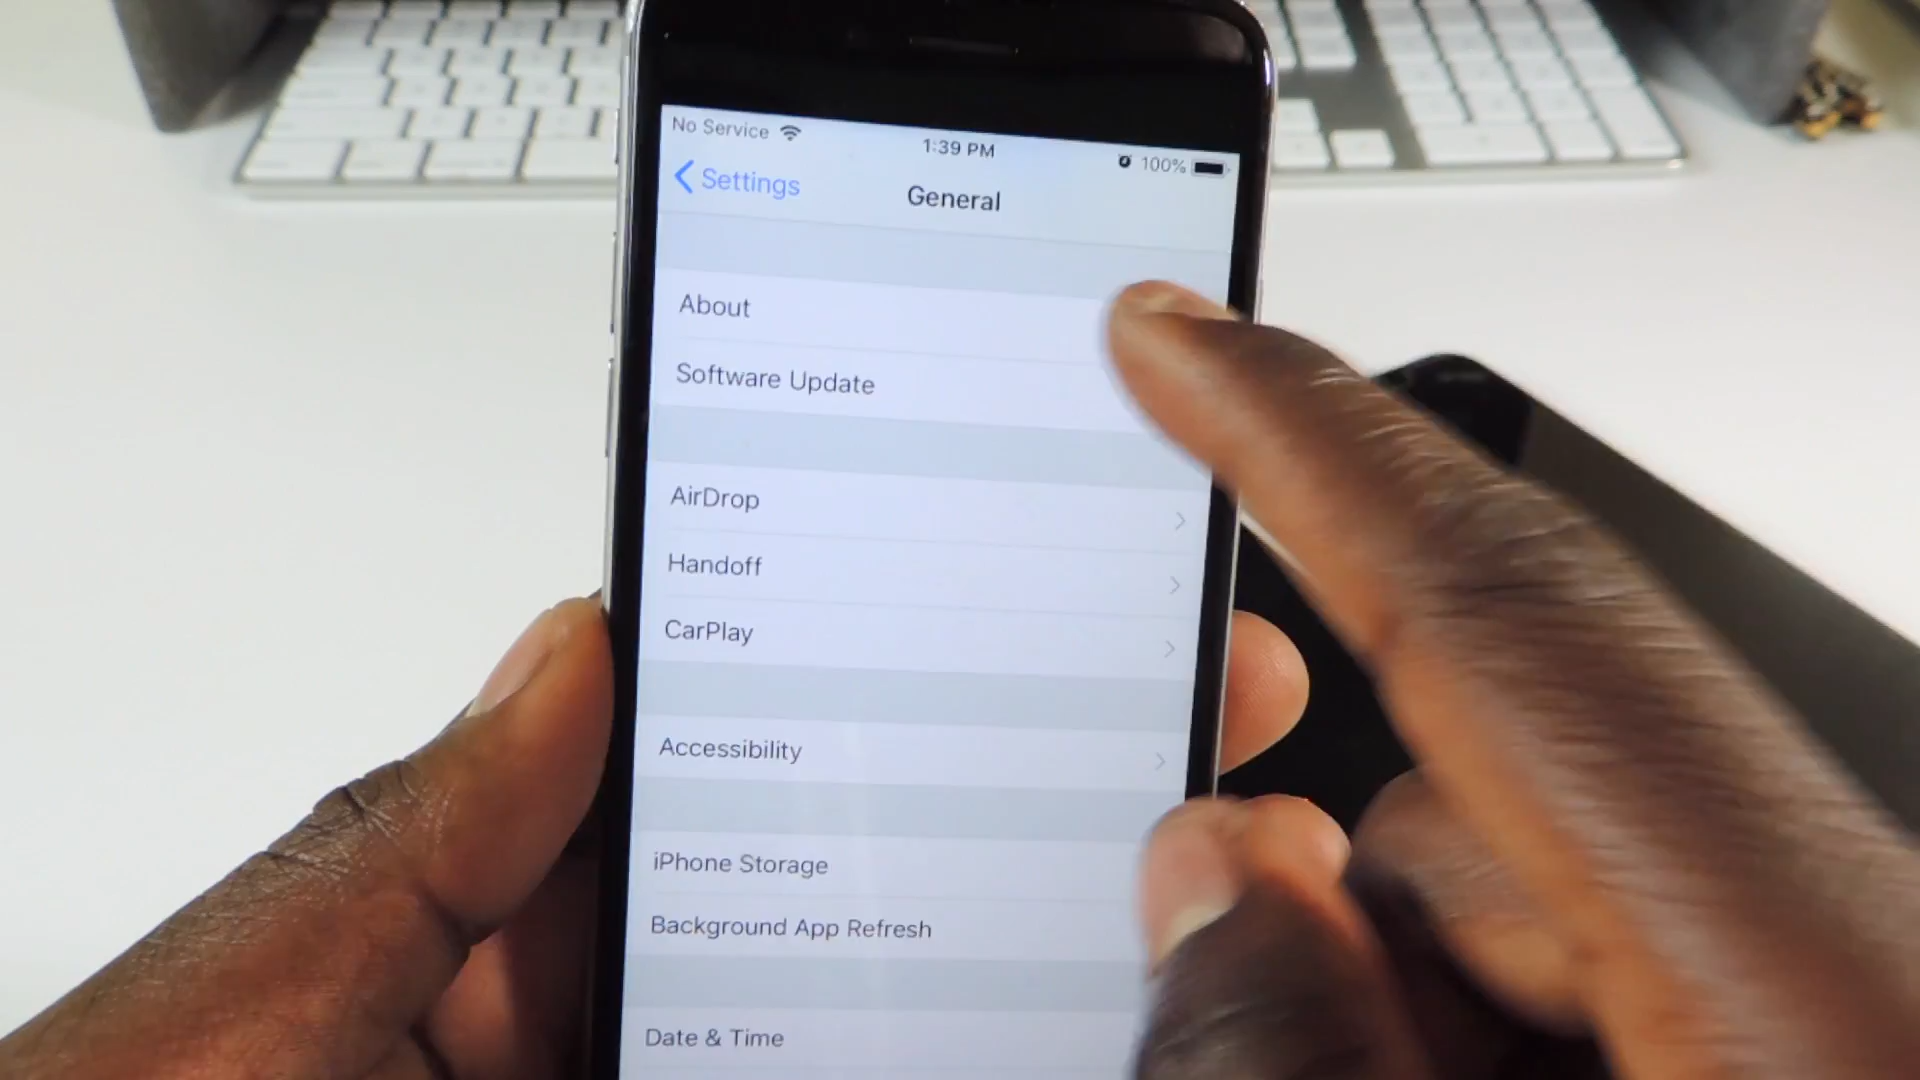 No Service
1:39 PM
100%
Settings
General
About
Software Update
AirDrop
Handoff
CarPlay
Accessibility
iPhone Storage
Background App Refresh
Date & Time